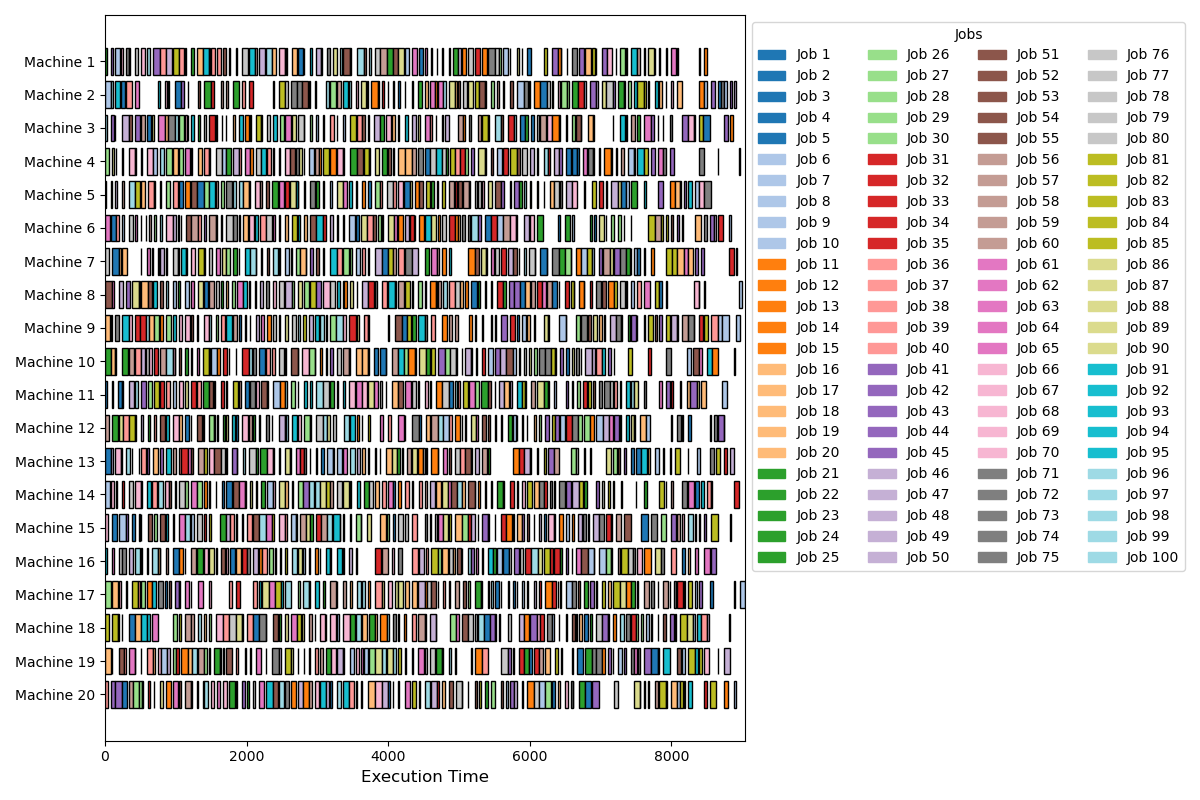 Machine 1
Machine 2
Machine 3
Machine 4
Machine 5
Machine 6
Machine 7
Machine 8
Machine 9
Machine 10
Machine 11
Machine 12
Machine 13
Machine 14
Machine 15
Machine 16
Machine 17
Machine 18
Machine 19
Machine 20
0 2000 4000 6000 8000
Execution Time
Jobs
Job 1 Job 26 Job 51 Job 76
Job 2 Job 27 Job 52 Job 77
Job 3 Job 28 Job 53 Job 78
Job 4 Job 29 Job 54 Job 79
Job 5 Job 30 Job 55 Job 80
Job 6 Job 31 Job 56 Job 81
Job 7 Job 32 Job 57 Job 82
Job 8 Job 33 Job 58 Job 83
Job 9 Job 34 Job 59 Job 84
Job 10 Job 35 Job 60 Job 85
Job 11 Job 36 Job 61 Job 86
Job 12 Job 37 Job 62 Job 87
Job 13 Job 38 Job 63 Job 88
Job 14 Job 39 Job 64 Job 89
Job 15 Job 40 Job 65 Job 90
Job 16 Job 41 Job 66 Job 91
Job 17 Job 42 Job 67 Job 92
Job 18 Job 43 Job 68 Job 93
Job 19 Job 44 Job 69 Job 94
Job 20 Job 45 Job 70 Job 95
Job 21 Job 46 Job 71 Job 96
Job 22 Job 47 Job 72 Job 97
Job 23 Job 48 Job 73 Job 98
Job 24 Job 49 Job 74 Job 99
Job 25 Job 50 Job 75 Job 100